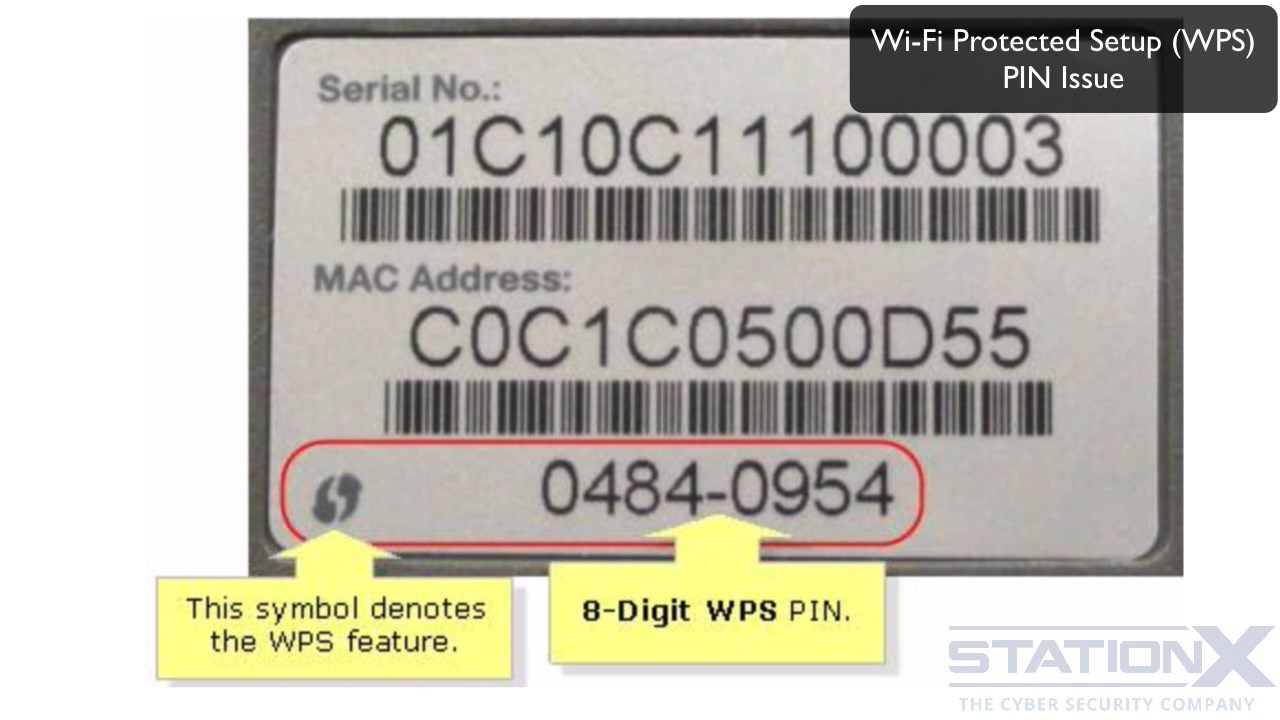 Wi-Fi Protected Setup (WPS)
PIN Issue
Serial No.:
01C10C11100003
MAC Address:
C0C1C0500D55
0484-0954
This symbol denotes
the WPS feature.
8-Digit WPS PIN.
STATIONX
THE CYBER SECURITY COMPANY